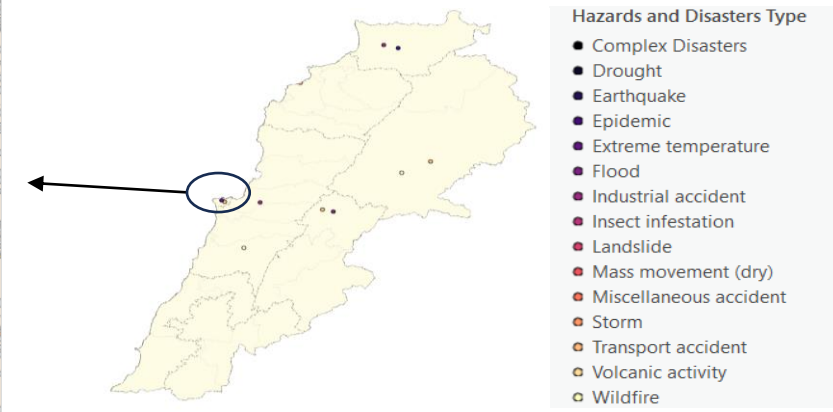 Hazards and Disasters Type
Complex Disasters
Drought
Earthquake
Epidemic
Extreme temperature
Flood
Industrial accident
Insect infestation
Landslide
Mass movement (dry)
Miscellaneous accident
Storm
Transport accident
Volcanic activity
Wildfire